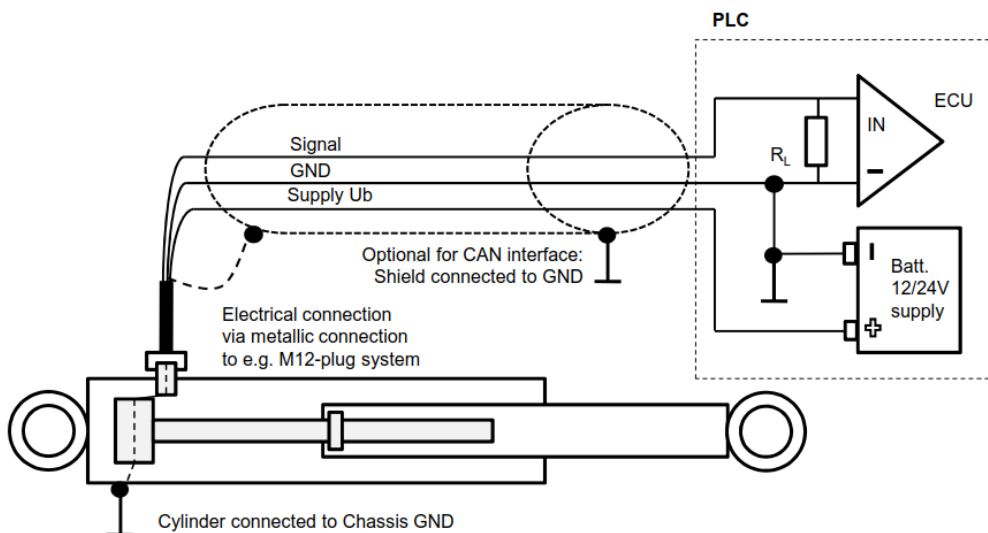 PLC
ECU
Signal
IN
GND
R_L
Supply Ub
Optional for CAN interface:
Shield connected to GND
Batt.
12/24V
supply
Electrical connection
via metallic connection
to e.g. M12-plug system
Cylinder connected to Chassis GND